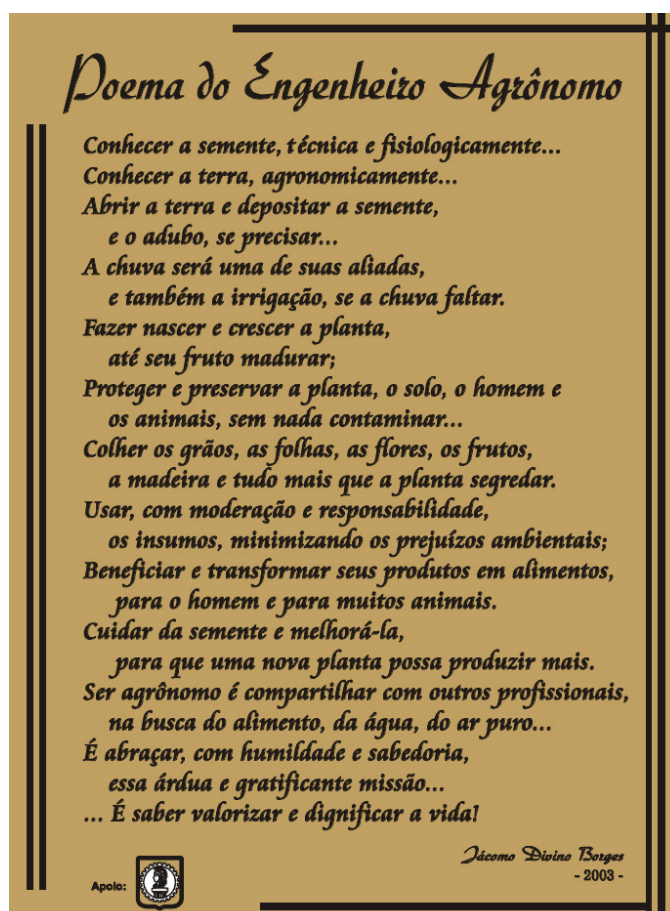 Poema do Engenheiro Agrônomo
Conhecer a semente, técnica e fisiologicamente...
Conhecer a terra, agronomicamente...
Abrir a terra e depositar a semente,
e o adubo, se precisar...
A chuva será uma de suas aliadas,
e também a irrigação, se a chuva faltar.
Fazer nascer e crescer a planta,
até seu fruto madurar;
Proteger e preservar a planta, o solo, o homem e
os animais, sem nada contaminar...
Colher os grãos, as folhas, as flores, os frutos,
a madeira e tudo mais que a planta segredar.
Usar, com moderação e responsabilidade,
os insumos, minimizando os prejuízos ambientais;
Beneficiar e transformar seus produtos em alimentos,
para o homem e para muitos animais.
Cuidar da semente e melhorá-la,
para que uma nova planta possa produzir mais.
Ser agrônomo é compartilhar com outros profissionais,
na busca do alimento, da água, do ar puro...
É abraçar, com humildade e sabedoria,
essa árdua e gratificante missão...
... É saber valorizar e dignificar a vida!
Jácomo Divino Borges
- 2003 -
Apoio: